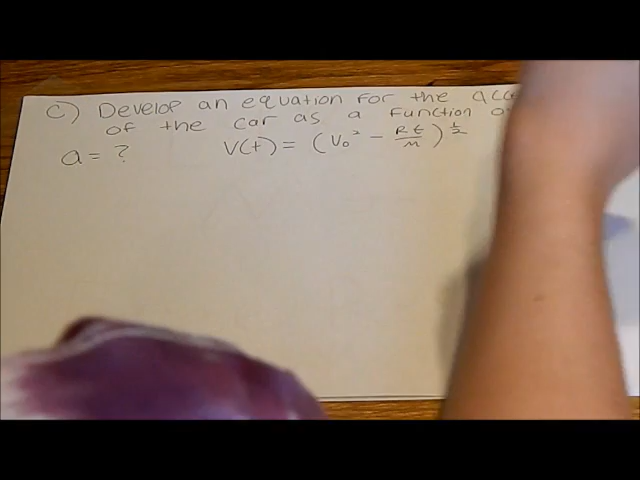 c) Develop an equation for the
of the car as a function
a = ? v(t) = (v₀² - Rt/m)^½